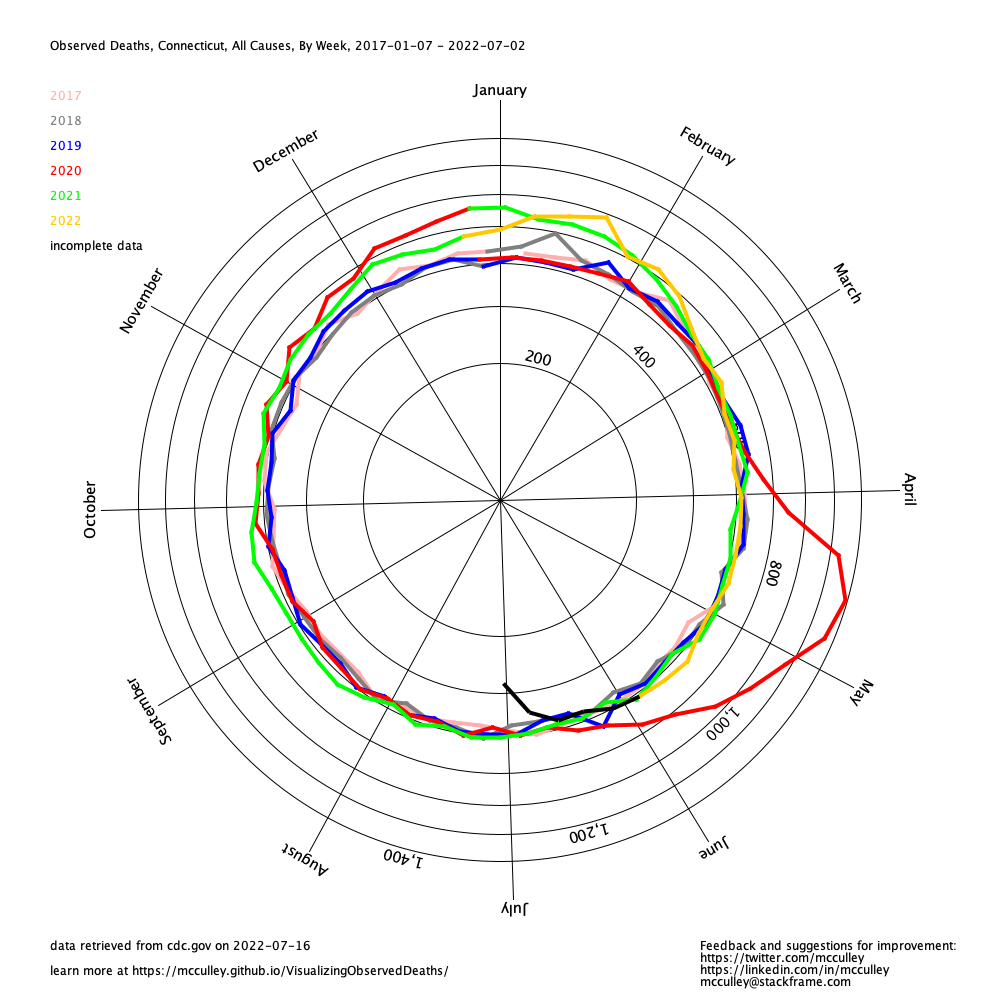 Observed Deaths, Connecticut, All Causes, By Week, 2017-01-07 - 2022-07-02
January
2017
2018
2019
2020
2021
2022
incomplete data
December
February
November
March
200
400
October
April
800
September
May
1,000
1,200
1,400
August
June
July
data retrieved from cdc.gov on 2022-07-16
learn more at https://mcculley.github.io/VisualizingObservedDeaths/
Feedback and suggestions for improvement:
https://twitter.com/mcculley
https://linkedin.com/in/mcculley
mcculley@stackframe.com